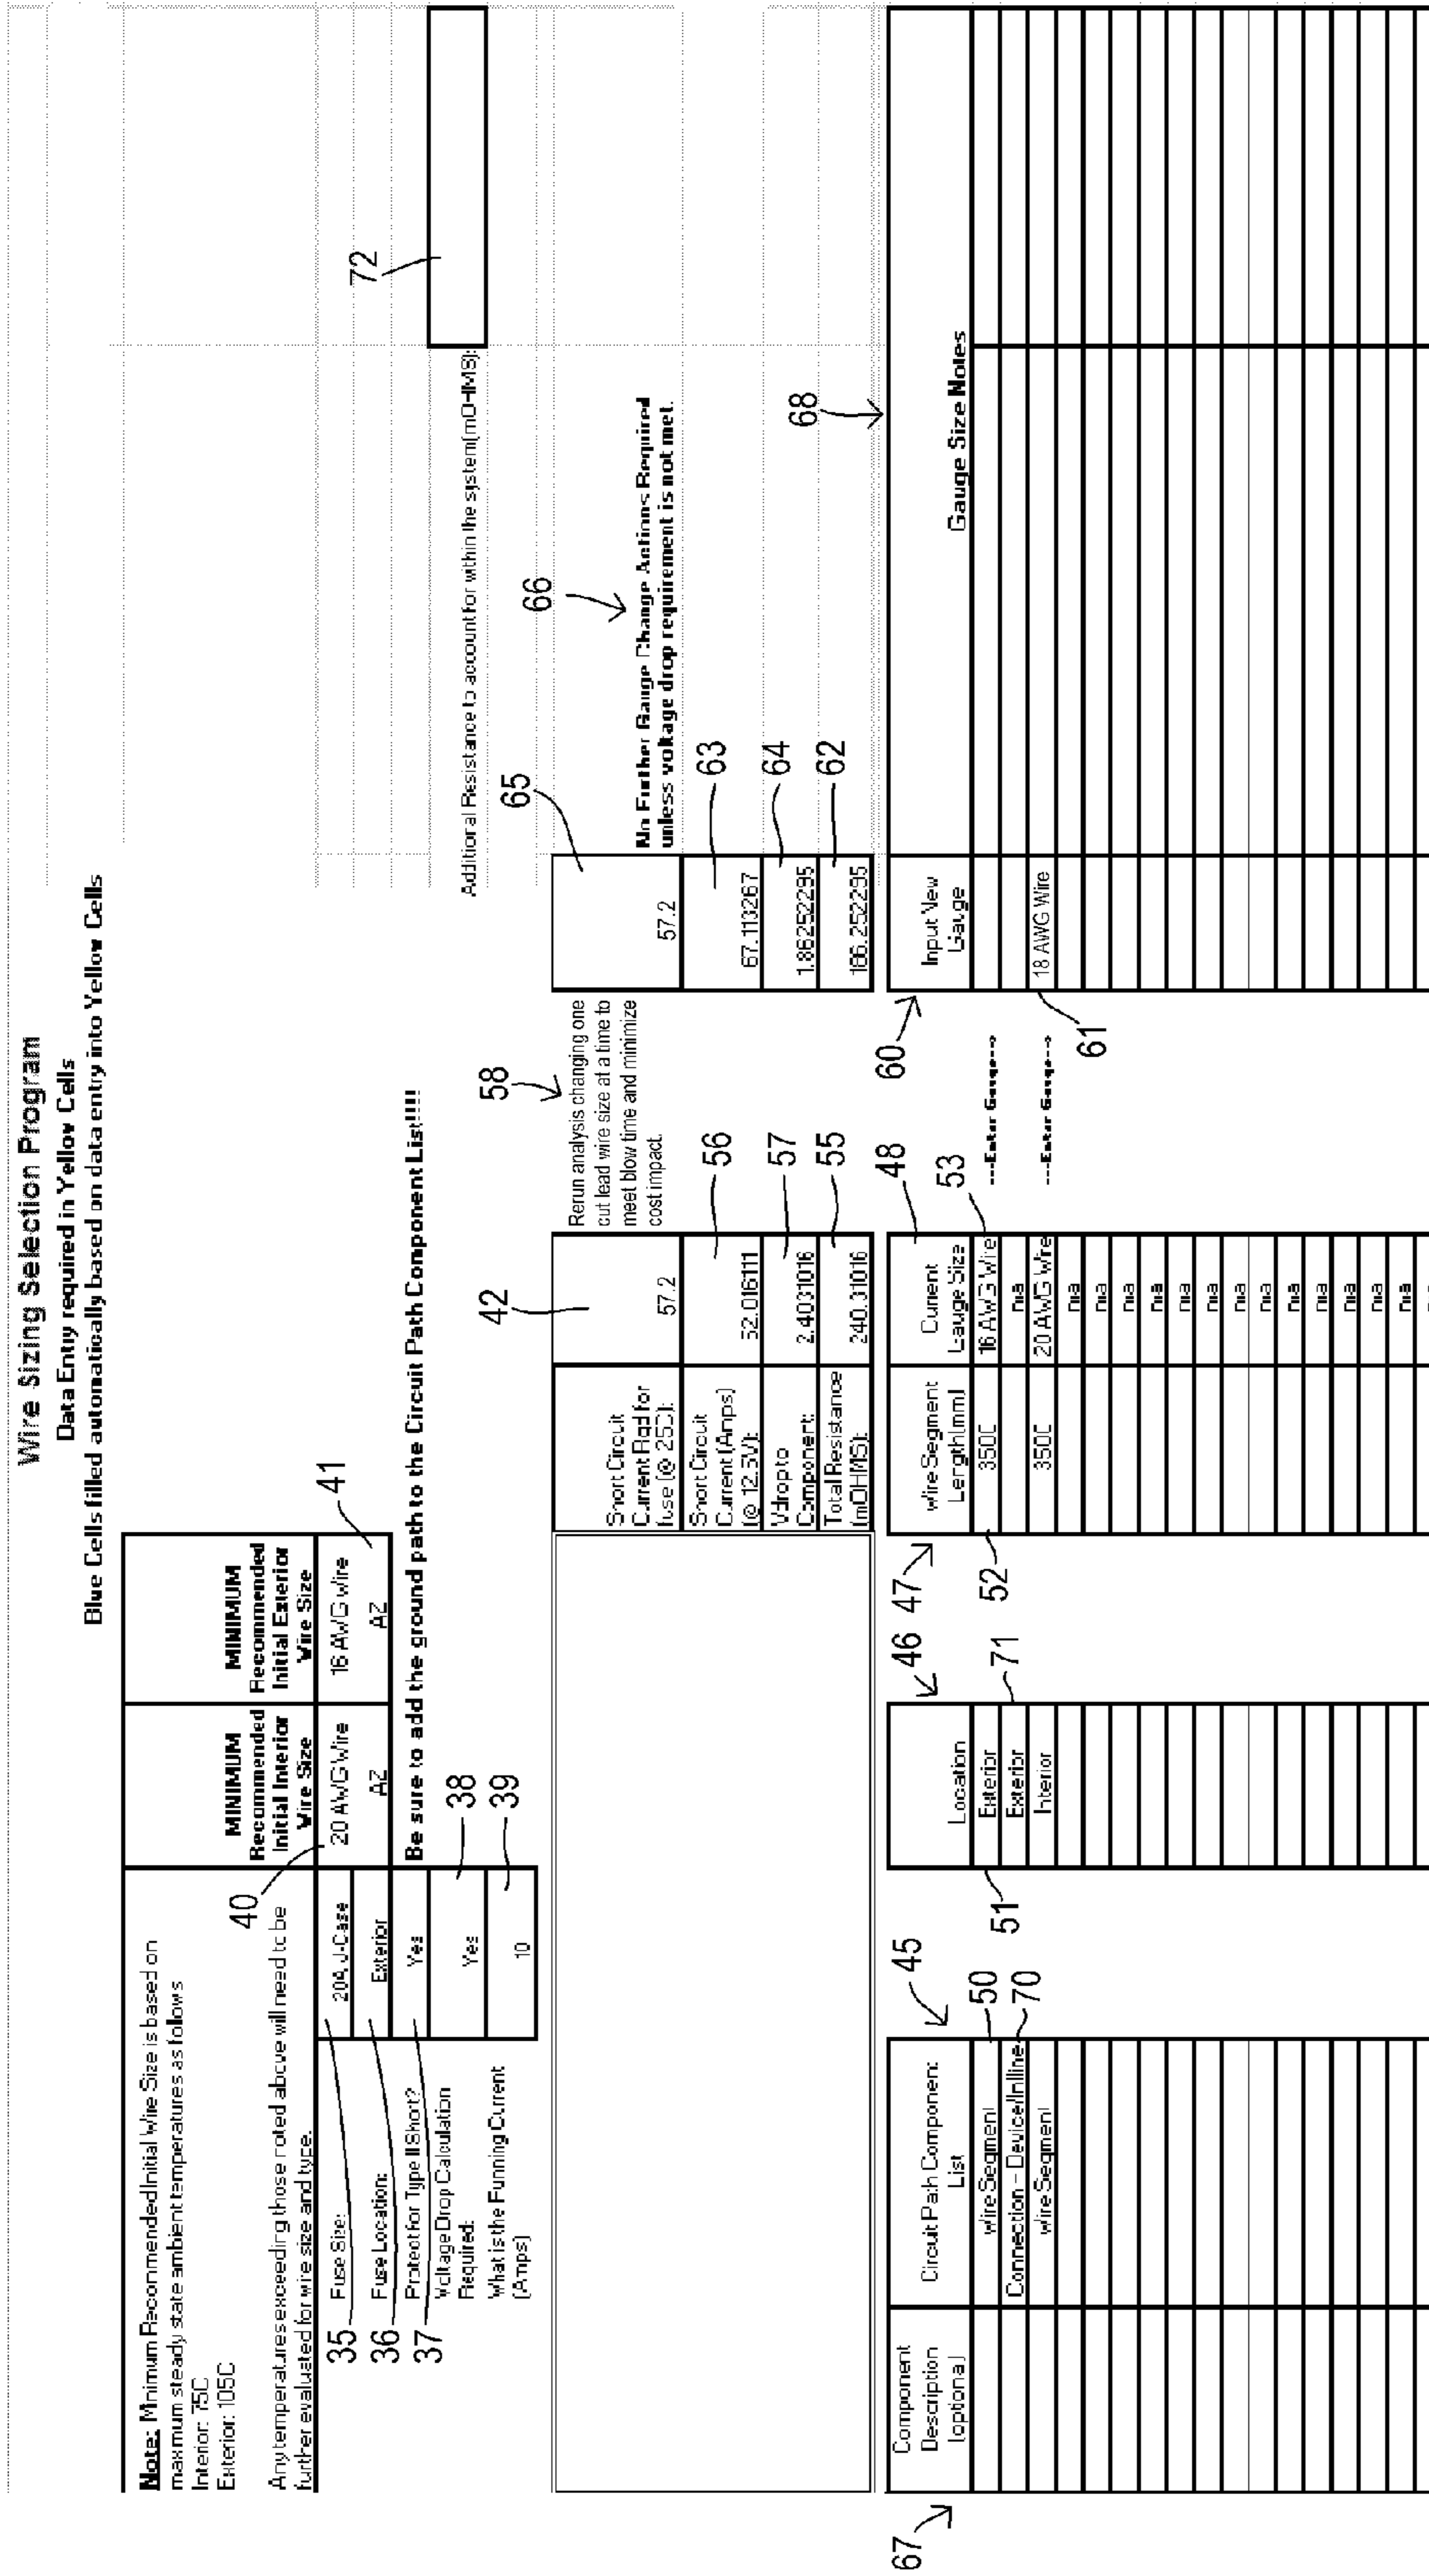 Wire Sizing Selection Program
Data Entry required in Yellow Cells
Blue Cells filled automatically based on data entry into Yellow Cells
Note: Minimum Recommended Initial Wire Size is based on
maximum steady state ambient temperatures as follows
Interior: 75C
Exterior: 105C
Any temperatures exceeding those noted above will need to be
further evaluated for wire size and type.
MINIMUM
Recommended
Initial Interior
Wire Size
MINIMUM
Recommended
Initial Exterior
Wire Size
40
41
35
Fuse Size:
20A J-Case
20 AWG Wire
16 AWG Wire
36
Fuse Location:
Exterior
A2
A2
37
Protect for Type II Short?
Yes
Be sure to add the ground path to the Circuit Path Component List!!!!
Voltage Drop Calculation
Required:
Yes
38
What is the Running Current
(Amps)
10
39
72
Additional Resistance to account for within the system(mOHMS):
42
58
65
66
Short Circuit
Current Rqd for
fuse (@ 25C):
57.2
Rerun analysis changing one
cut lead wire size at a time to
meet blow time and minimize
cost impact.
57.2
No Further Gauge Change Actions Required
unless voltage drop requirement is not met.
Short Circuit
Current (Amps)
(@ 12.5V):
52.016111
56
67.113267
63
Vdrop to
Component:
2.4031016
57
1.86252295
64
Total Resistance
(mOHMS):
240.31016
55
186.252295
62
67
45
46
47
48
60
68
Component
Description
(optional)
Circuit Path Component
List
Location
Wire Segment
Length(mm)
Current
Gauge Size
Input New
Gauge
Gauge Size Notes
Wire Segment
50
51
Exterior
52
3500
16 AWG Wire
53
---Enter Gauge--->
Connection - Device/Inline
70
Exterior
71
n/a
Wire Segment
Interior
3500
20 AWG Wire
---Enter Gauge--->
18 AWG Wire
61
n/a
n/a
n/a
n/a
n/a
n/a
n/a
n/a
n/a
n/a
n/a
n/a
n/a